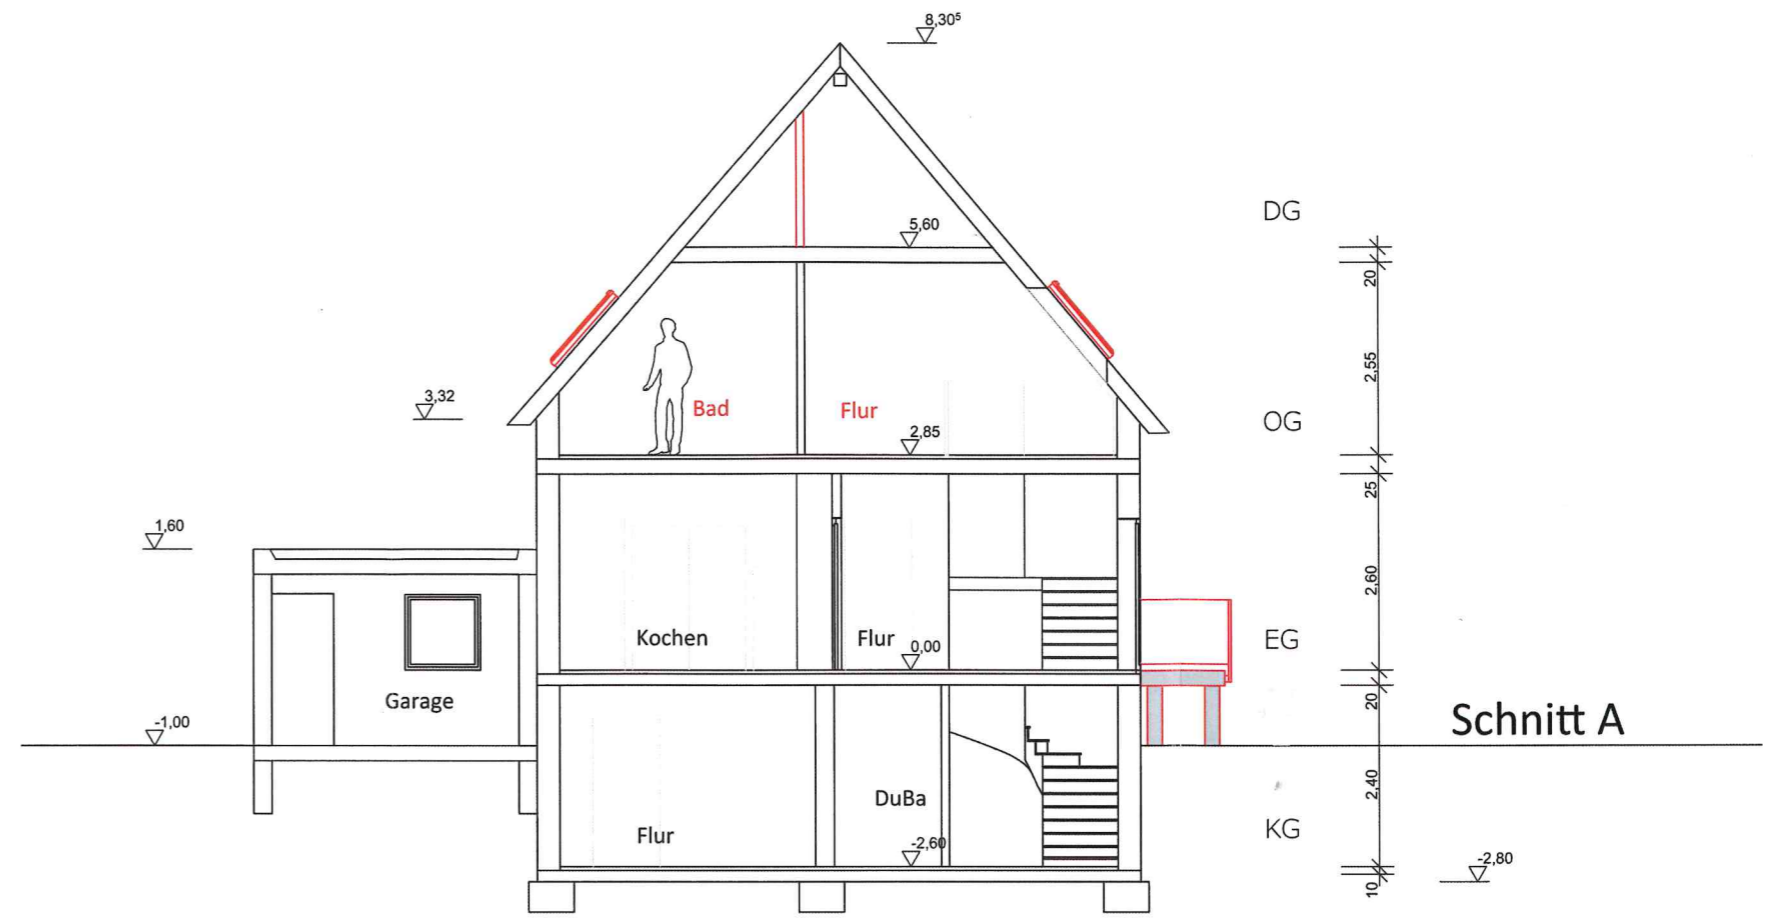 8,30⁵
DG
5,60
20
2,55
3,32
Bad
Flur
OG
2,85
25
1,60
2,60
Kochen
Flur
0,00
EG
Garage
20
Schnitt A
-1,00
2,40
DuBa
Flur
KG
-2,60
-2,80
10